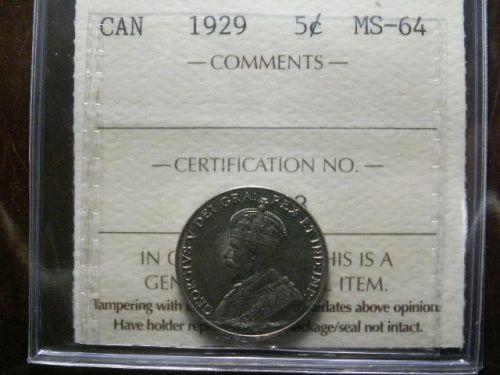 CAN 1929 5¢ MS-64
— COMMENTS —
— CERTIFICATION NO. —
GEORGIVS V DEI GRA: REX ET IND:IMP:
IN HIS IS A
GEN ITEM.
Tampering with dates above opinion.
Have holder rep ckage/seal not intact.